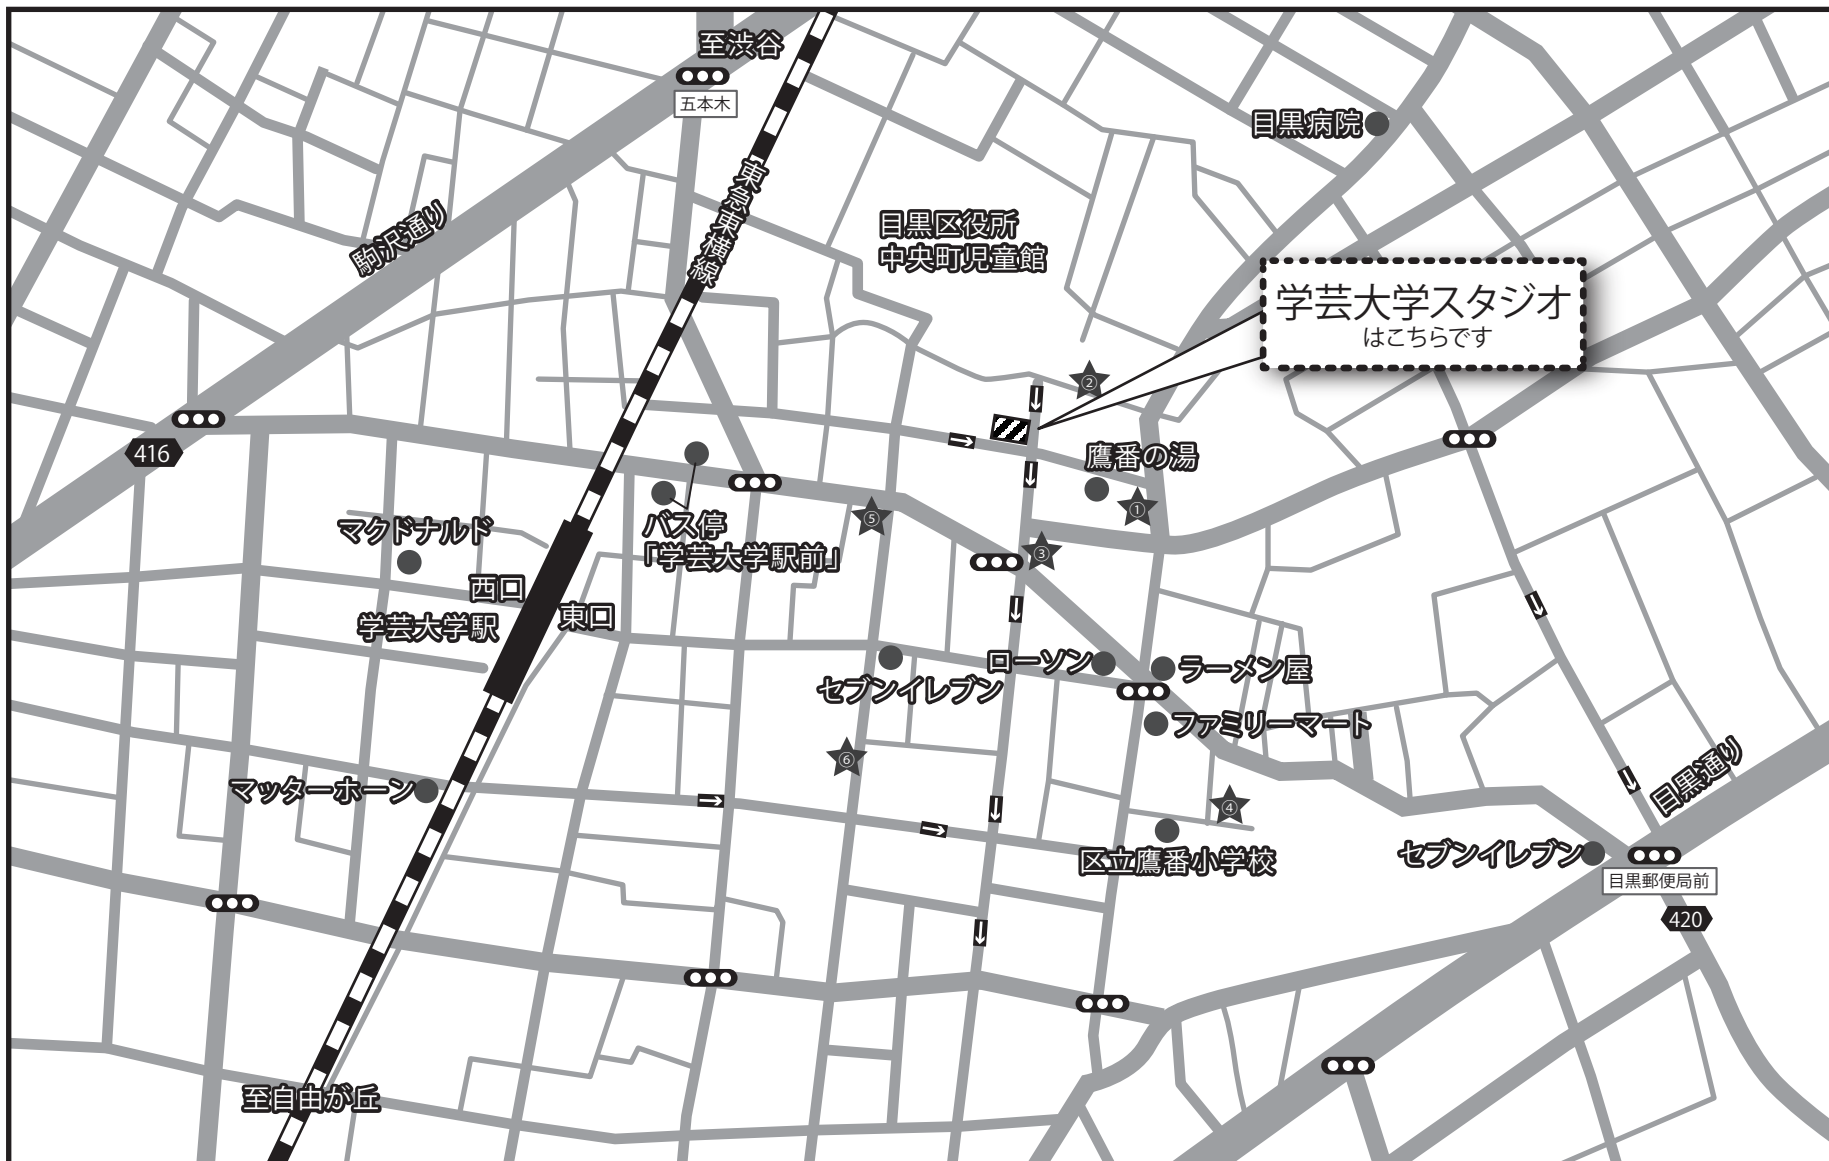 至渋谷
五本木
目黒病院
東急東横線
駒沢通り
目黒区役所
中央町児童館
学芸大学スタジオ
はこちらです
②
416
鷹番の湯
①
⑤
マクドナルド
バス停
「学芸大学駅前」
③
西口
東口
学芸大学駅
ローソン
ラーメン屋
セブンイレブン
ファミリーマート
⑥
目黒通り
マッターホーン
④
区立鷹番小学校
セブンイレブン
目黒郵便局前
420
至自由が丘